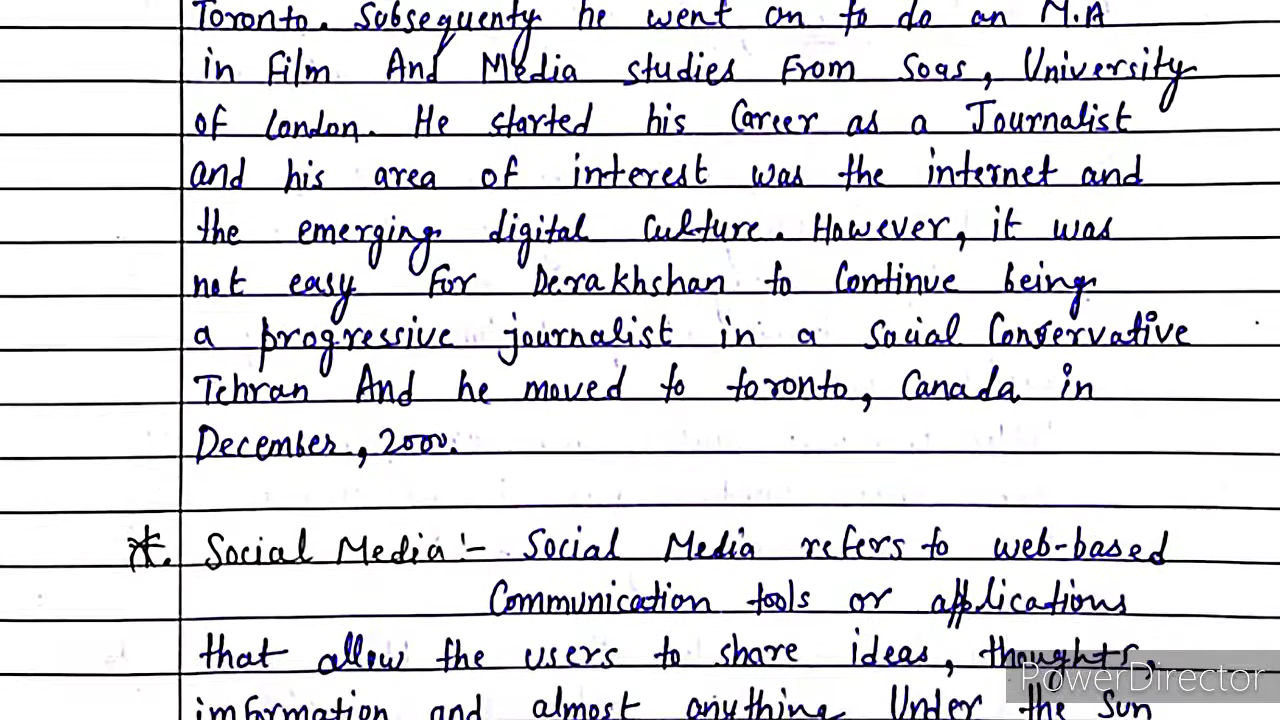 Toronto. Subsequenty he went on to do an M.A
in Film And Media studies From Soas, University
of London. He started his Career as a Journalist
and his area of interest was the internet and
the emerging digital Culture. However, it was
not easy For Derakhshan to Continue being
a progressive journalist in a Social Conservative
Tehran And he moved to toronto, Canada in
December, 2000.
*. Social Media:- Social Media refers to web-based
Communication tools or applications
that allow the users to share ideas, thoughts,
PowerDirector
imformation and almost anything Under the Sun